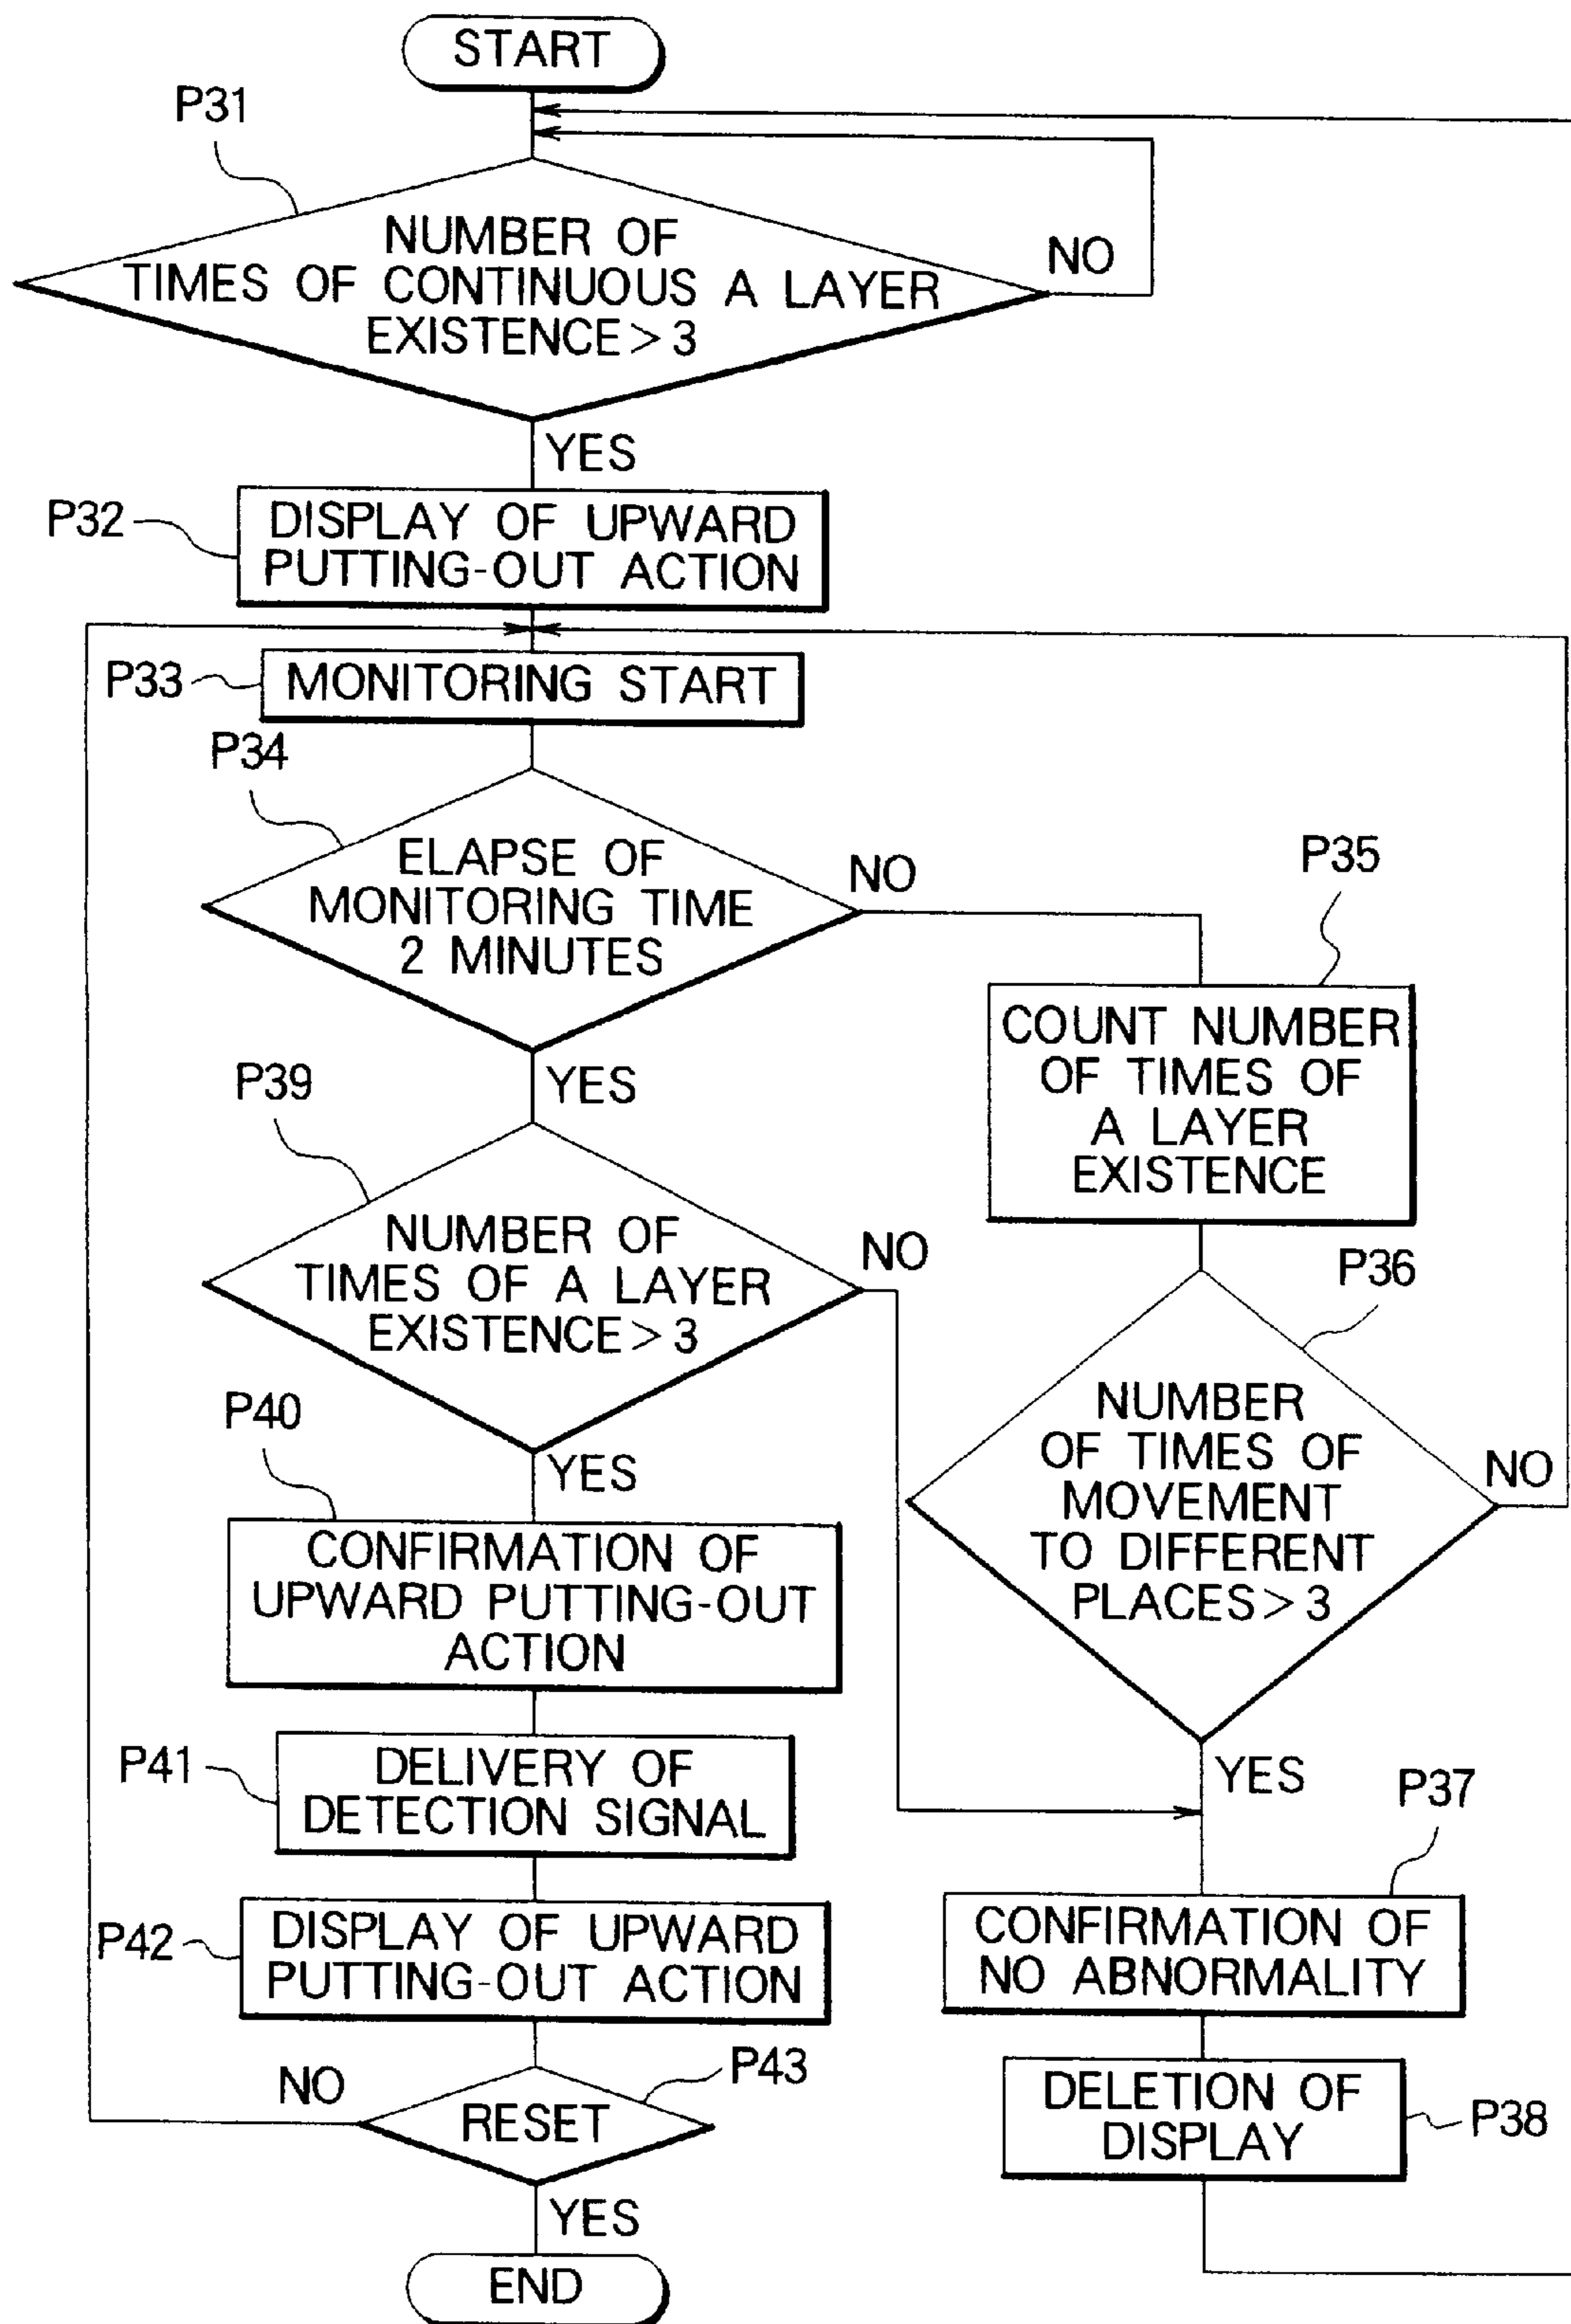 START
P31
NUMBER OF
TIMES OF CONTINUOUS A LAYER
EXISTENCE>3
NO
YES
P32
DISPLAY OF UPWARD
PUTTING-OUT ACTION
P33
MONITORING START
P34
ELAPSE OF
MONITORING TIME
2 MINUTES
NO
YES
P35
COUNT NUMBER
OF TIMES OF
A LAYER
EXISTENCE
P36
NUMBER
OF TIMES OF
MOVEMENT
TO DIFFERENT
PLACES>3
NO
YES
P37
CONFIRMATION OF
NO ABNORMALITY
DELETION OF
DISPLAY
P38
P39
NUMBER OF
TIMES OF A LAYER
EXISTENCE>3
NO
YES
P40
CONFIRMATION OF
UPWARD PUTTING-OUT
ACTION
P41
DELIVERY OF
DETECTION SIGNAL
P42
DISPLAY OF UPWARD
PUTTING-OUT ACTION
P43
RESET
NO
YES
END